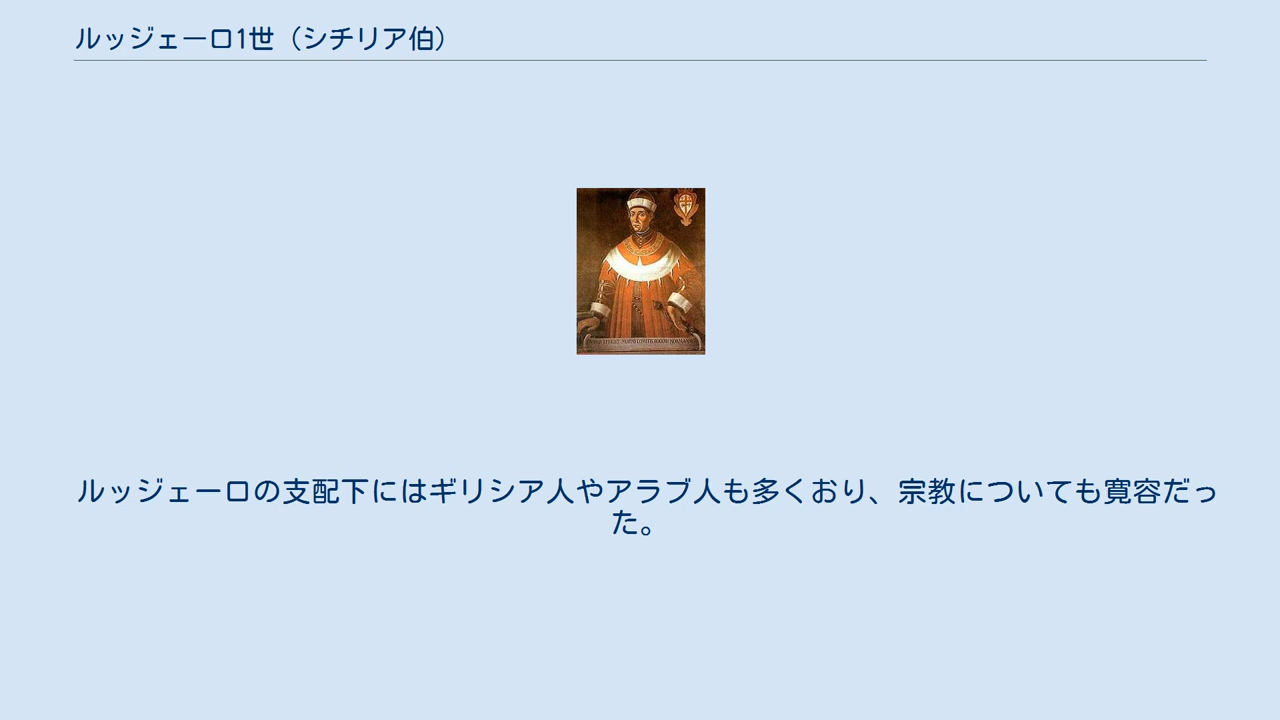 ルッジェーロ1世（シチリア伯）
ルッジェーロの支配下にはギリシア人やアラブ人も多くおり、宗教についても寛容だっ
た。